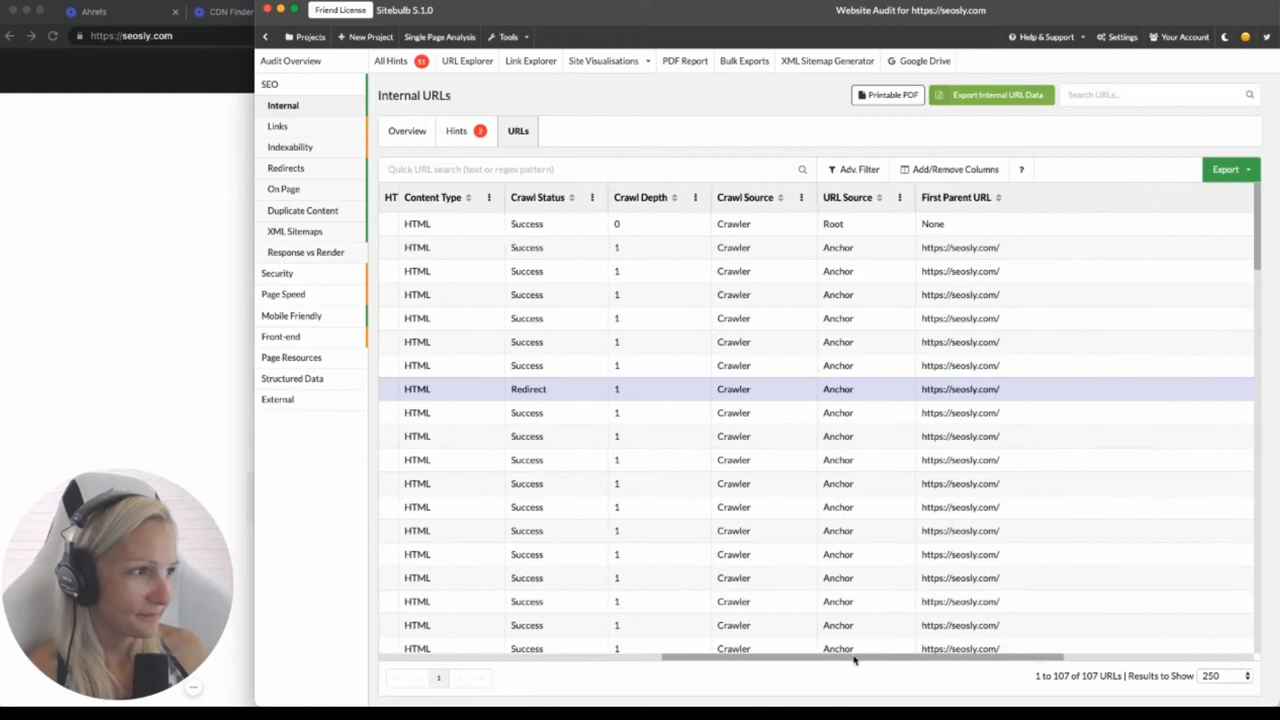 Ahrefs × CDN Finder
https://seosly.com
Friend License Sitebulb 5.1.0 Website Audit for https://seosly.com
Projects + New Project Single Page Analysis Tools Help & Support Settings Your Account
Audit Overview All Hints 51 URL Explorer Link Explorer Site Visualisations PDF Report Bulk Exports XML Sitemap Generator Google Drive
SEO
Internal
Links
Indexability
Redirects
On Page
Duplicate Content
XML Sitemaps
Response vs Render
Security
Page Speed
Mobile Friendly
Front-end
Page Resources
Structured Data
External
Internal URLs Printable PDF Export Internal URL Data Search URLs...
Overview Hints 3 URLs
Quick URL search (text or regex pattern) Adv. Filter Add/Remove Columns ? Export
HT Content Type Crawl Status Crawl Depth Crawl Source URL Source First Parent URL
HTML Success 0 Crawler Root None
HTML Success 1 Crawler Anchor https://seosly.com/
HTML Success 1 Crawler Anchor https://seosly.com/
HTML Success 1 Crawler Anchor https://seosly.com/
HTML Success 1 Crawler Anchor https://seosly.com/
HTML Success 1 Crawler Anchor https://seosly.com/
HTML Success 1 Crawler Anchor https://seosly.com/
HTML Redirect 1 Crawler Anchor https://seosly.com/
HTML Success 1 Crawler Anchor https://seosly.com/
HTML Success 1 Crawler Anchor https://seosly.com/
HTML Success 1 Crawler Anchor https://seosly.com/
HTML Success 1 Crawler Anchor https://seosly.com/
HTML Success 1 Crawler Anchor https://seosly.com/
HTML Success 1 Crawler Anchor https://seosly.com/
HTML Success 1 Crawler Anchor https://seosly.com/
HTML Success 1 Crawler Anchor https://seosly.com/
HTML Success 1 Crawler Anchor https://seosly.com/
HTML Success 1 Crawler Anchor https://seosly.com/
HTML Success 1 Crawler Anchor https://seosly.com/
1 1 to 107 of 107 URLs | Results to Show 250